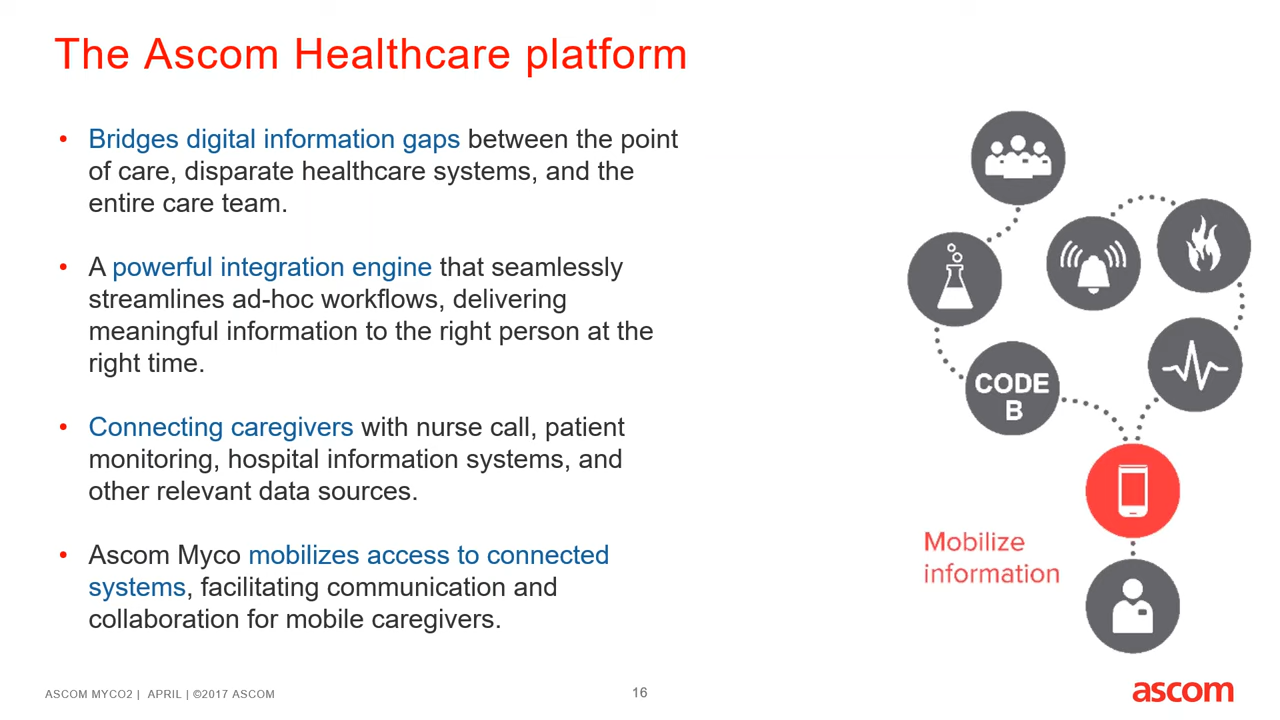 The Ascom Healthcare platform
• Bridges digital information gaps between the point
of care, disparate healthcare systems, and the
entire care team.
• A powerful integration engine that seamlessly
streamlines ad-hoc workflows, delivering
meaningful information to the right person at the
right time.
• Connecting caregivers with nurse call, patient
monitoring, hospital information systems, and
other relevant data sources.
• Ascom Myco mobilizes access to connected
systems, facilitating communication and
collaboration for mobile caregivers.
CODE
B
Mobilize
information
ASCOM MYCO2 | APRIL | ©2017 ASCOM
16
ascom